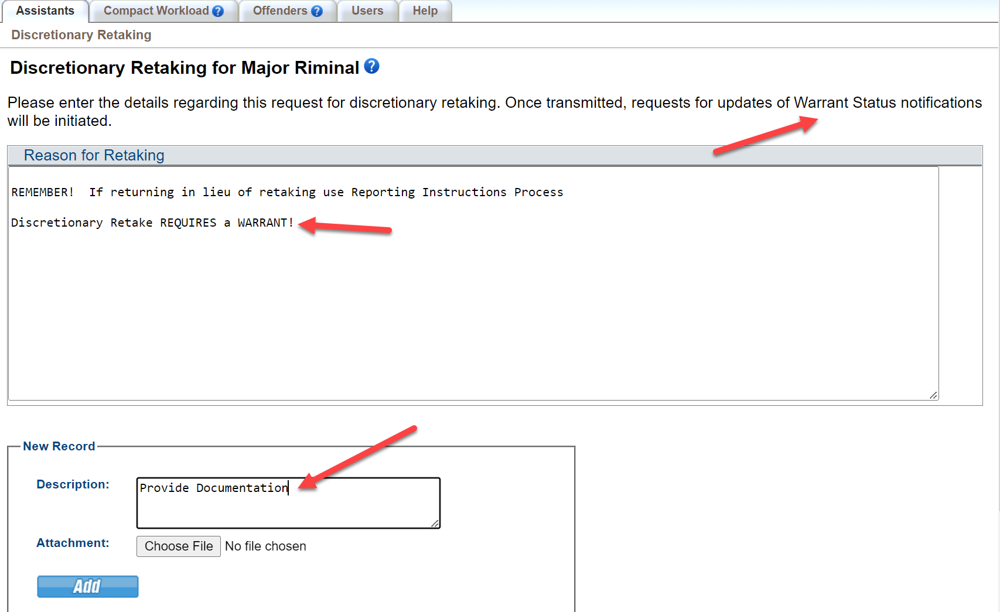 Assistants Compact Workload ? Offenders ? Users Help
Discretionary Retaking
Discretionary Retaking for Major Riminal ?
Please enter the details regarding this request for discretionary retaking. Once transmitted, requests for updates of Warrant Status notifications
will be initiated.
Reason for Retaking
REMEMBER!  If returning in lieu of retaking use Reporting Instructions Process
Discretionary Retake REQUIRES a WARRANT!
New Record
Description: Provide Documentation
Attachment: Choose File No file chosen
Add